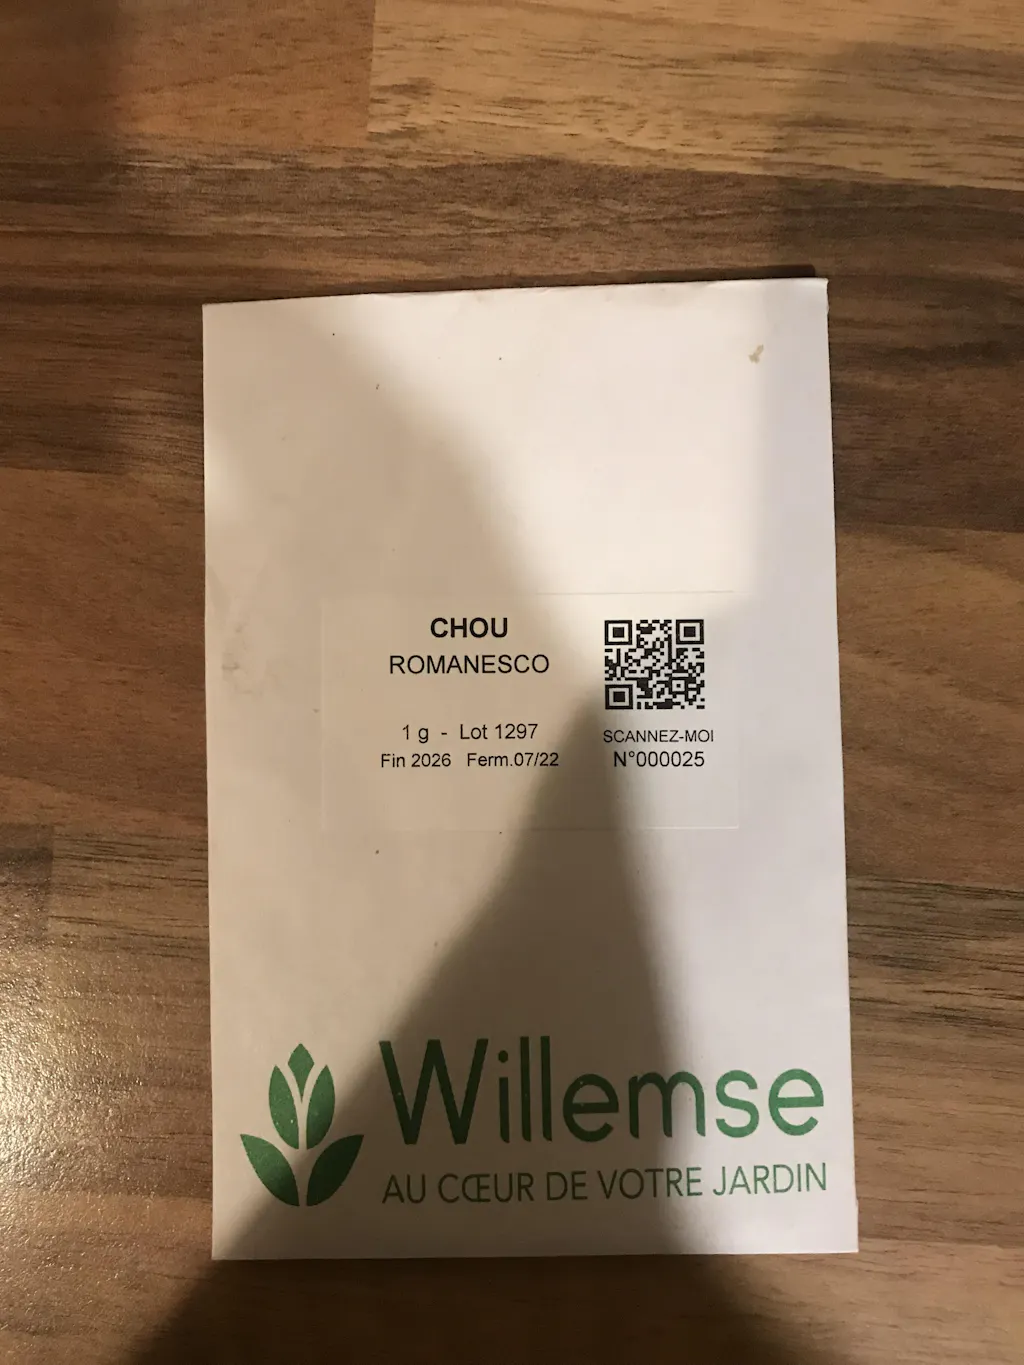 CHOU
ROMANESCO
1 g - Lot 1297
Fin 2026 Ferm.07/22
SCANNEZ-MOI
N°000025
Willemse
AU CŒUR DE VOTRE JARDIN